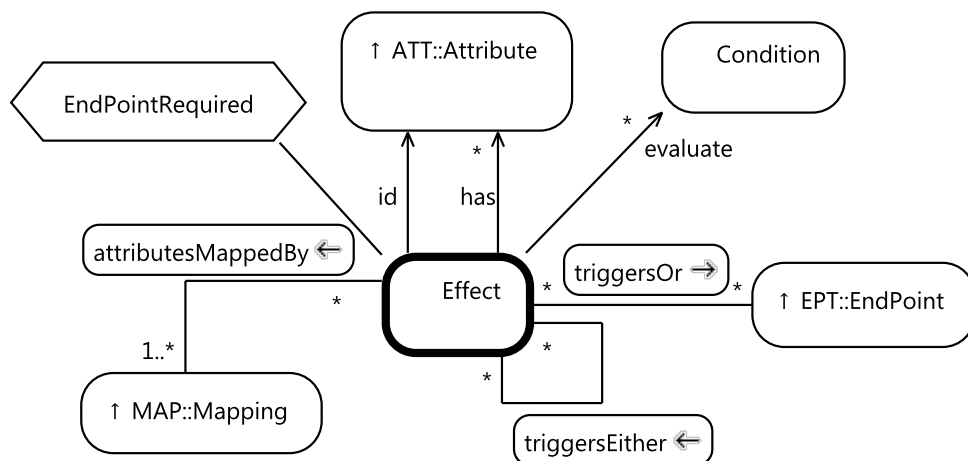 ↑ ATT::Attribute
Condition
EndPointRequired
*
*
evaluate
id
has
attributesMappedBy ←
triggersOr →
Effect
*
*
*
↑ EPT::EndPoint
1..*
*
*
↑ MAP::Mapping
triggersEither ←